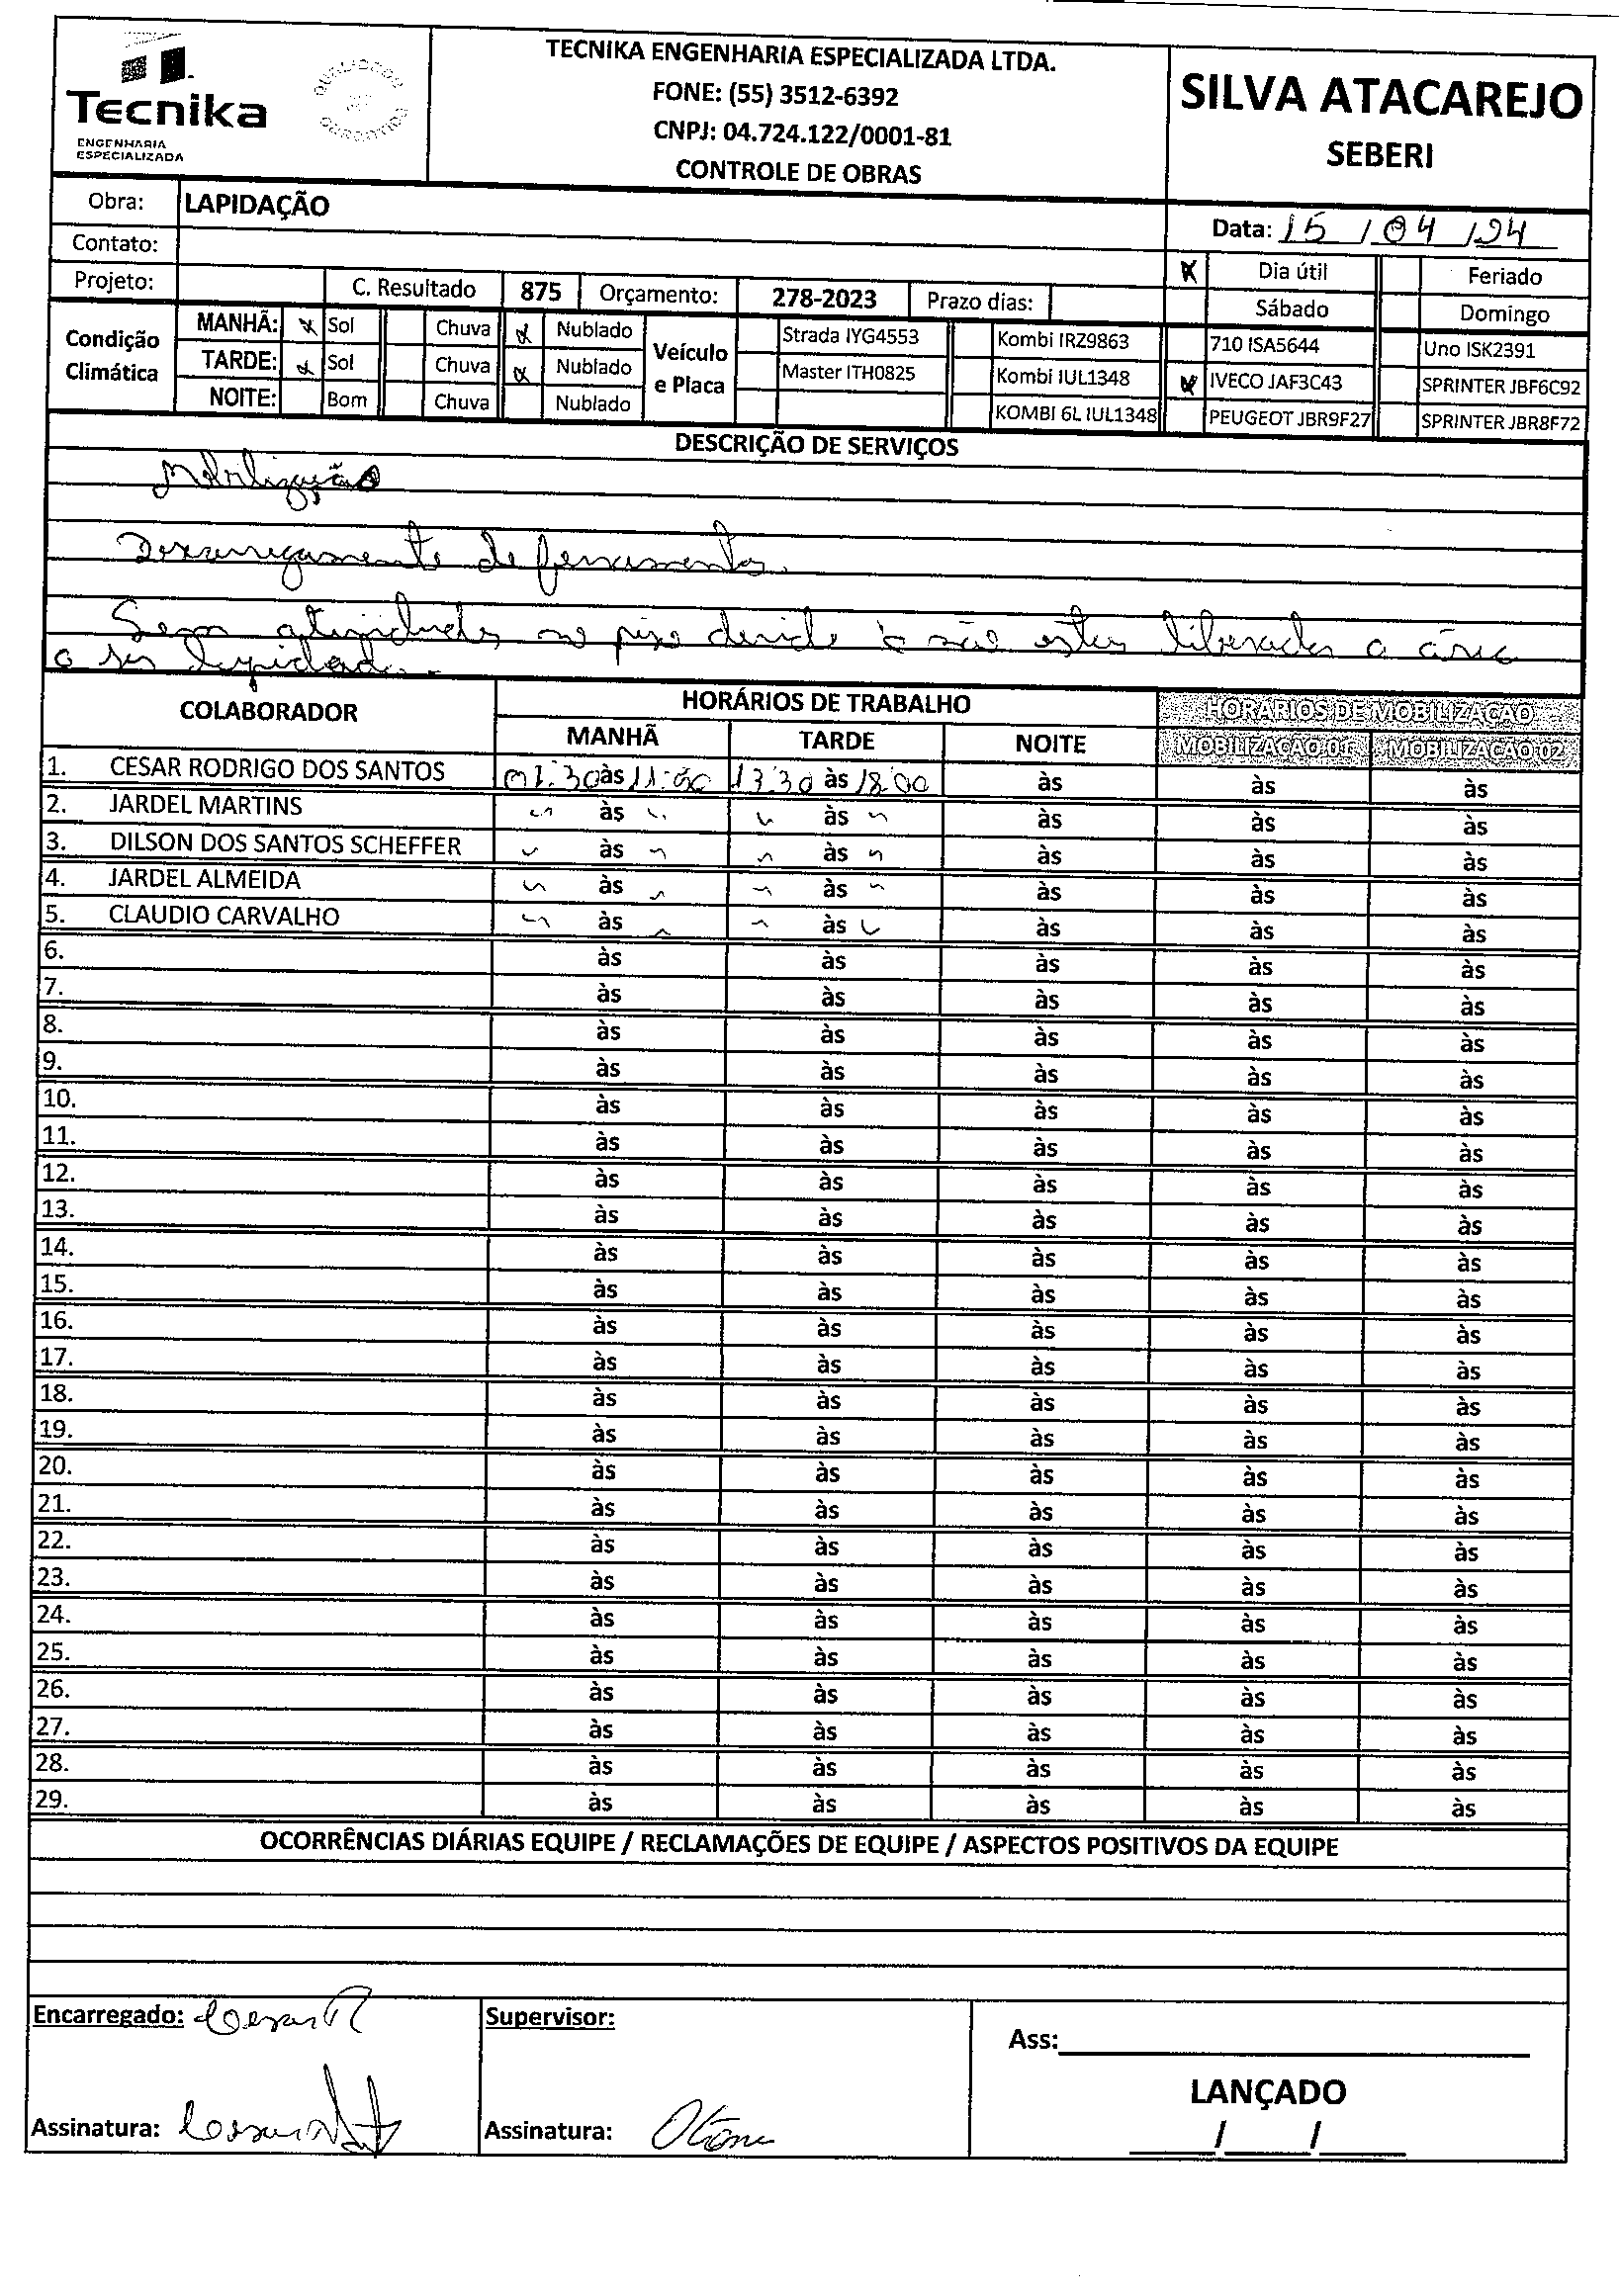 Tecnika
ENGENHARIA
ESPECIALIZADA
TECNIKA ENGENHARIA ESPECIALIZADA LTDA.
FONE: (55) 3512-6392
CNPJ: 04.724.122/0001-81
CONTROLE DE OBRAS
SILVA ATACAREJO
SEBERI
Obra: LAPIDAÇÃO
Data: 15/04/24
Contato:
x Dia útil Feriado
Projeto: C. Resultado 875 Orçamento: 278-2023 Prazo dias:
Sábado Domingo
Condição Climática
MANHÃ: x Sol Chuva x Nublado
TARDE: x Sol Chuva x Nublado
NOITE: Bom Chuva Nublado
Veículo e Placa
Strada IYG4553 Kombi IRZ9863 710 ISA5644 Uno ISK2391
Master ITH0825 Kombi IUL1348 x IVECO JAF3C43 SPRINTER JBF6C92
KOMBI 6L IUL1348 PEUGEOT JBR9F27 SPRINTER JBR8F72
DESCRIÇÃO DE SERVIÇOS
Mobilização
Descarregamento de ferramentas.
Sem atividades no piso devido à não estar liberada a área
a ser lapidada.
COLABORADOR HORÁRIOS DE TRABALHO HORÁRIOS DE MOBILIZAÇÃO
MANHÃ TARDE NOITE MOBILIZAÇÃO 01 MOBILIZAÇÃO 02
1. CESAR RODRIGO DOS SANTOS 07:30 às 11:00 13:30 às 18:00 às às às
2. JARDEL MARTINS " às " " às " às às às
3. DILSON DOS SANTOS SCHEFFER " às " " às " às às às
4. JARDEL ALMEIDA " às " " às " às às às
5. CLAUDIO CARVALHO " às " " às " às às às
6. às às às às às
7. às às às às às
8. às às às às às
9. às às às às às
10. às às às às às
11. às às às às às
12. às às às às às
13. às às às às às
14. às às às às às
15. às às às às às
16. às às às às às
17. às às às às às
18. às às às às às
19. às às às às às
20. às às às às às
21. às às às às às
22. às às às às às
23. às às às às às
24. às às às às às
25. às às às às às
26. às às às às às
27. às às às às às
28. às às às às às
29. às às às às às
OCORRÊNCIAS DIÁRIAS EQUIPE / RECLAMAÇÕES DE EQUIPE / ASPECTOS POSITIVOS DA EQUIPE
Encarregado: Cesar R
Supervisor:
Ass:
LANÇADO
Assinatura:
Assinatura:
/ /